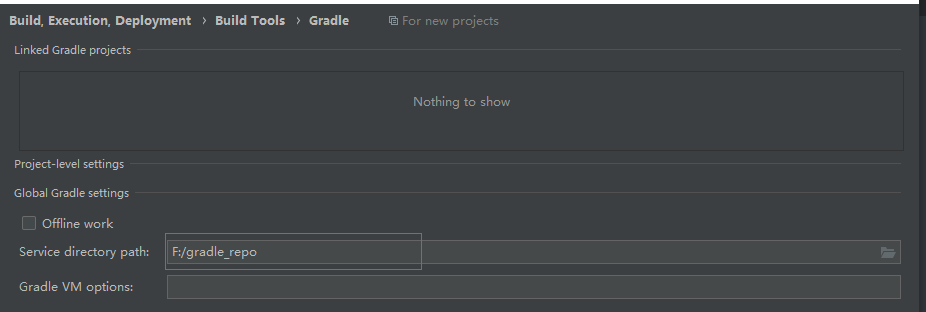 Build, Execution, Deployment › Build Tools › Gradle For new projects
Linked Gradle projects
Nothing to show
Project-level settings
Global Gradle settings
Offline work
Service directory path: F:/gradle_repo
Gradle VM options: